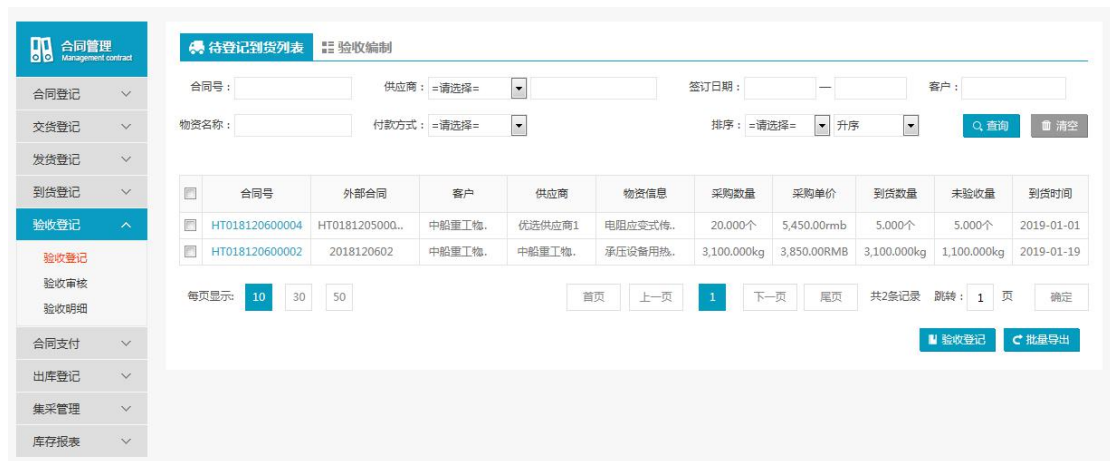 合同管理
Management contract
合同登记
交货登记
发货登记
到货登记
验收登记
验收登记
验收审核
验收明细
合同支付
出库登记
集采管理
库存报表
待登记到货列表 验收编制
合同号： 供应商：=请选择= 签订日期： — 客户：
物资名称： 付款方式：=请选择= 排序：=请选择= 升序 查询 清空
合同号 外部合同 客户 供应商 物资信息 采购数量 采购单价 到货数量 未验收量 到货时间
HT018120600004 HT0181205000.. 中船重工物.. 优选供应商1 电阻应变式传.. 20.000个 5,450.00rmb 5.000个 5.000个 2019-01-01
HT018120600002 2018120602 中船重工物.. 中船重工物.. 承压设备用热.. 3,100.000kg 3,850.00RMB 3,100.000kg 1,100.000kg 2019-01-19
每页显示: 10 30 50 首页 上一页 1 下一页 尾页 共2条记录 跳转：1 页 确定
验收登记 批量导出